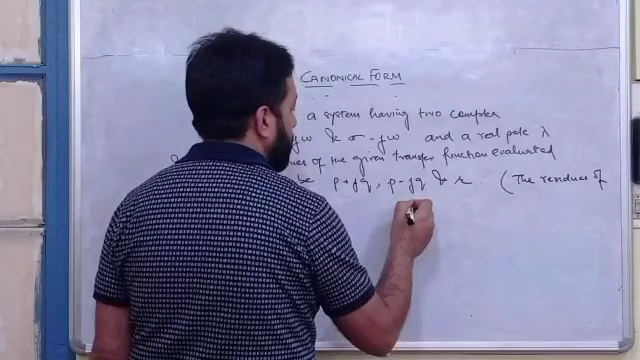 CANONICAL FORM
a system having two complex
jω & σ-jω and a real pole λ
of the given transfer function evaluated
be p+jq, p-jq & r (The residues of